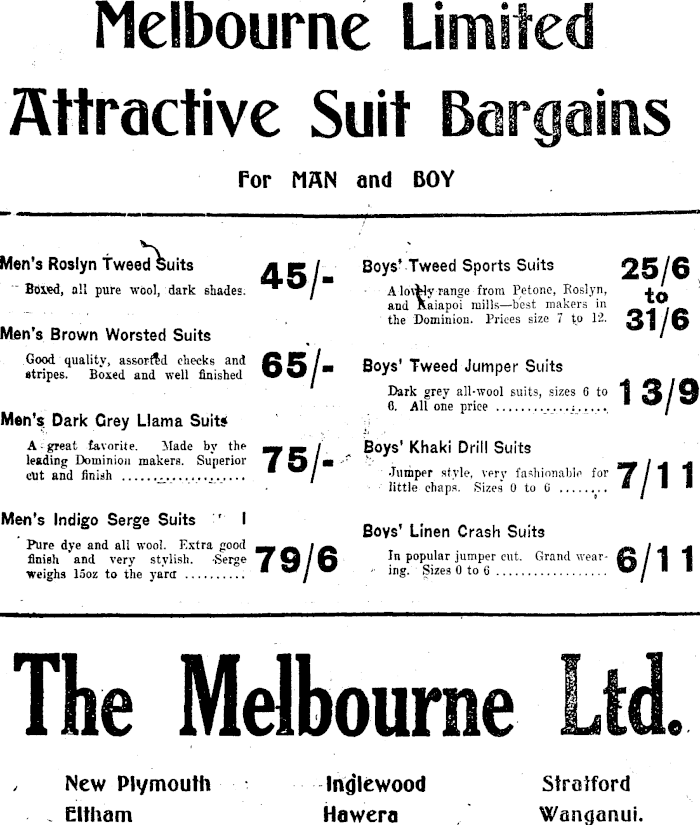 Melbourne Limited
Attractive Suit Bargains
For MAN and BOY
Men's Roslyn Tweed Suits
Boxed, all pure wool, dark shades.
45/-
Men's Brown Worsted Suits
Good quality, assorted checks and
stripes. Boxed and well finished
65/-
Men's Dark Grey Llama Suits
A great favorite. Made by the
leading Dominion makers. Superior
cut and finish ..................
75/-
Men's Indigo Serge Suits
Pure dye and all wool. Extra good
finish and very stylish. Serge
weighs 15oz to the yard ..........
79/6
Boys' Tweed Sports Suits
A lovely range from Petone, Roslyn,
and Kaiapoi mills—best makers in
the Dominion. Prices size 7 to 12.
25/6
to
31/6
Boys' Tweed Jumper Suits
Dark grey all-wool suits, sizes 6 to
6. All one price ................
13/9
Boys' Khaki Drill Suits
Jumper style, very fashionable for
little chaps. Sizes 0 to 6 ........
7/11
Boys' Linen Crash Suits
In popular jumper cut. Grand wear-
ing. Sizes 0 to 6 ................
6/11
The Melbourne Ltd.
New Plymouth Inglewood Stratford
Eltham Hawera Wanganui.